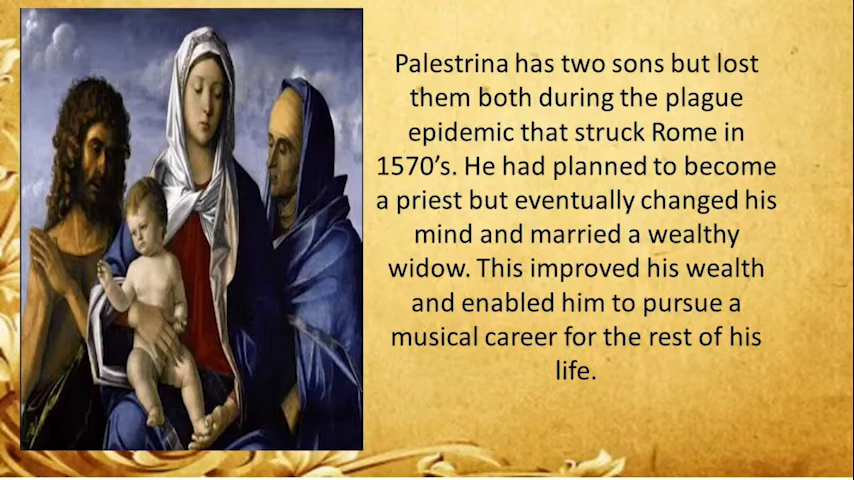 Palestrina has two sons but lost
them both during the plague
epidemic that struck Rome in
1570’s. He had planned to become
a priest but eventually changed his
mind and married a wealthy
widow. This improved his wealth
and enabled him to pursue a
musical career for the rest of his
life.